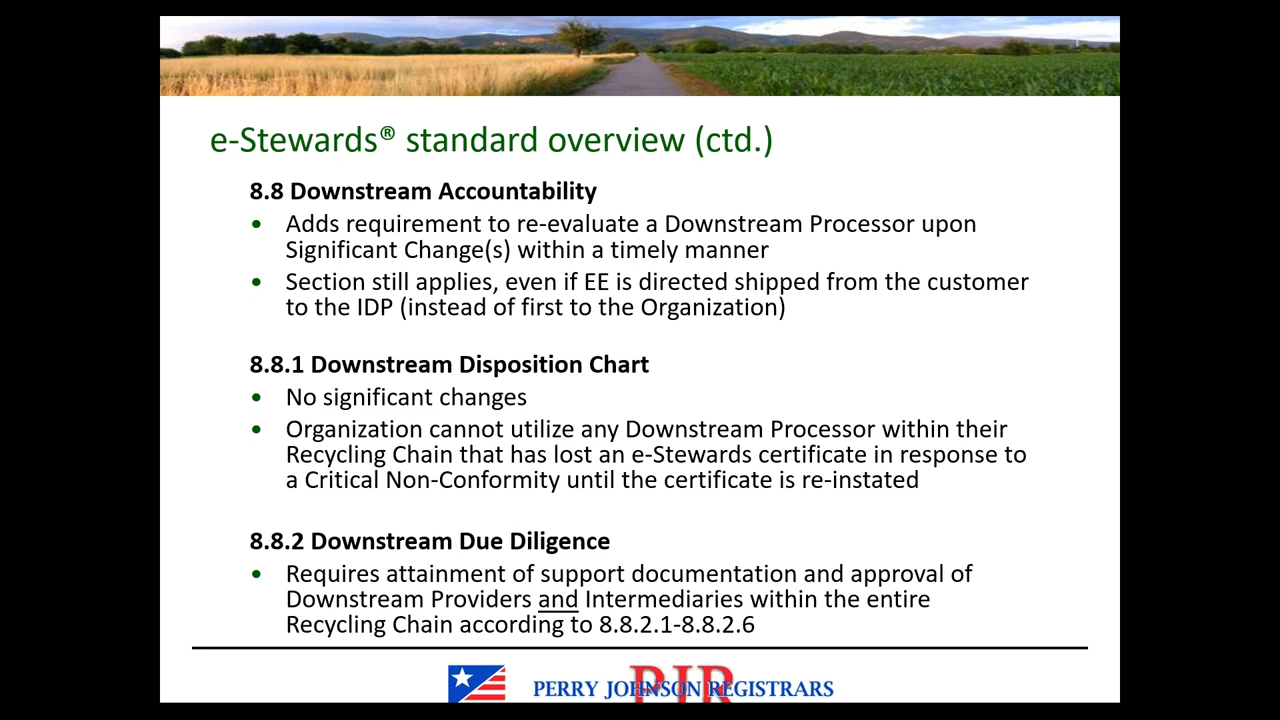 e-Stewards® standard overview (ctd.)
8.8 Downstream Accountability
• Adds requirement to re-evaluate a Downstream Processor upon
Significant Change(s) within a timely manner
• Section still applies, even if EE is directed shipped from the customer
to the IDP (instead of first to the Organization)
8.8.1 Downstream Disposition Chart
• No significant changes
• Organization cannot utilize any Downstream Processor within their
Recycling Chain that has lost an e-Stewards certificate in response to
a Critical Non-Conformity until the certificate is re-instated
8.8.2 Downstream Due Diligence
• Requires attainment of support documentation and approval of
Downstream Providers and Intermediaries within the entire
Recycling Chain according to 8.8.2.1-8.8.2.6
PJR
PERRY JOHNSON REGISTRARS